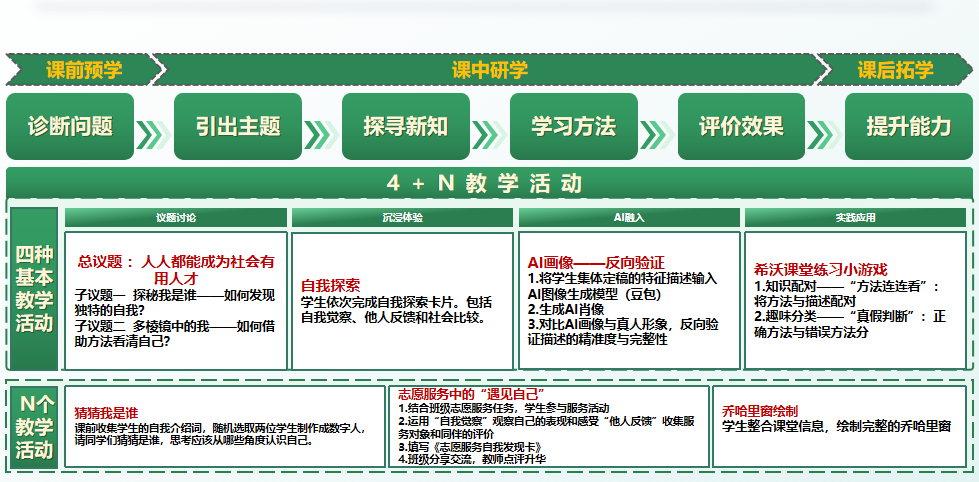 课前预学
课中研学
课后拓学
诊断问题
引出主题
探寻新知
学习方法
评价效果
提升能力
4 + N 教 学 活 动
四种
基本
教学
活动
议题讨论
总议题：人人都能成为社会有
用人才
子议题一 探秘我是谁——如何发现
独特的自我？
子议题二 多棱镜中的我——如何借
助方法看清自己？
沉浸体验
自我探索
学生依次完成自我探索卡片。包括
自我觉察、他人反馈和社会比较。
AI融入
AI画像——反向验证
1.将学生集体定稿的特征描述输入
AI图像生成模型（豆包）
2.生成AI肖像
3.对比AI画像与真人形象，反向验
证描述的精准度与完整性
实践应用
希沃课堂练习小游戏
1.知识配对——“方法连连看”：
将方法与描述配对
2.趣味分类——“真假判断”：正
确方法与错误方法分
N个
教学
活动
猜猜我是谁
课前收集学生的自我介绍词，随机选取两位学生制作成数字人，
请同学们猜猜是谁，思考应该从哪些角度认识自己。
志愿服务中的“遇见自己”
1.结合班级志愿服务任务，学生参与服务活动
2.运用“自我觉察”观察自己的表现和感受“他人反馈”收集服
务对象和同伴的评价
3.填写《志愿服务自我发现卡》
4.班级分享交流，教师点评升华
乔哈里窗绘制
学生整合课堂信息，绘制完整的乔哈里窗